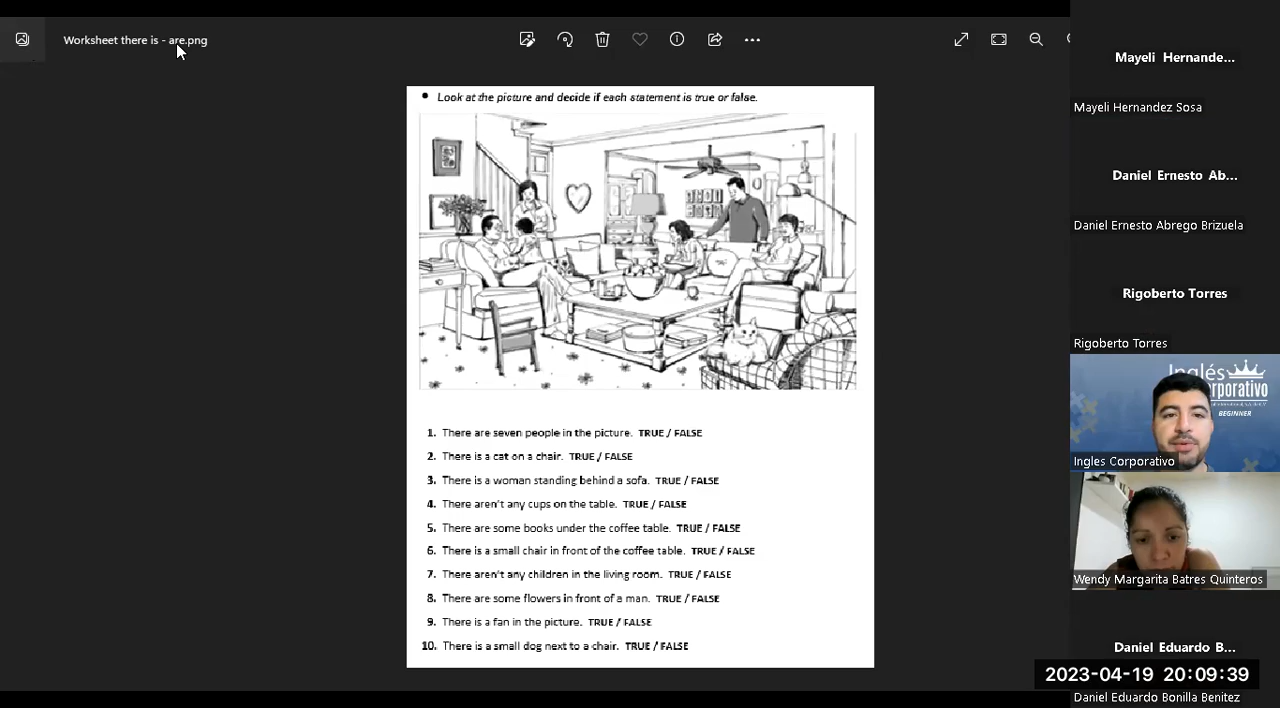 Worksheet there is - are.png
Look at the picture and decide if each statement is true or false.
1. There are seven people in the picture. TRUE / FALSE
2. There is a cat on a chair. TRUE / FALSE
3. There is a woman standing behind a sofa. TRUE / FALSE
4. There aren't any cups on the table. TRUE / FALSE
5. There are some books under the coffee table. TRUE / FALSE
6. There is a small chair in front of the coffee table. TRUE / FALSE
7. There aren't any children in the living room. TRUE / FALSE
8. There are some flowers in front of a man. TRUE / FALSE
9. There is a fan in the picture. TRUE / FALSE
10. There is a small dog next to a chair. TRUE / FALSE
Mayeli Hernande...
Mayeli Hernandez Sosa
Daniel Ernesto Ab...
Daniel Ernesto Abrego Brizuela
Rigoberto Torres
Rigoberto Torres
Inglés
rporativo
BEGINNER
Ingles Corporativo
Wendy Margarita Batres Quinteros
Daniel Eduardo B...
2023-04-19 20:09:39
Daniel Eduardo Bonilla Benitez